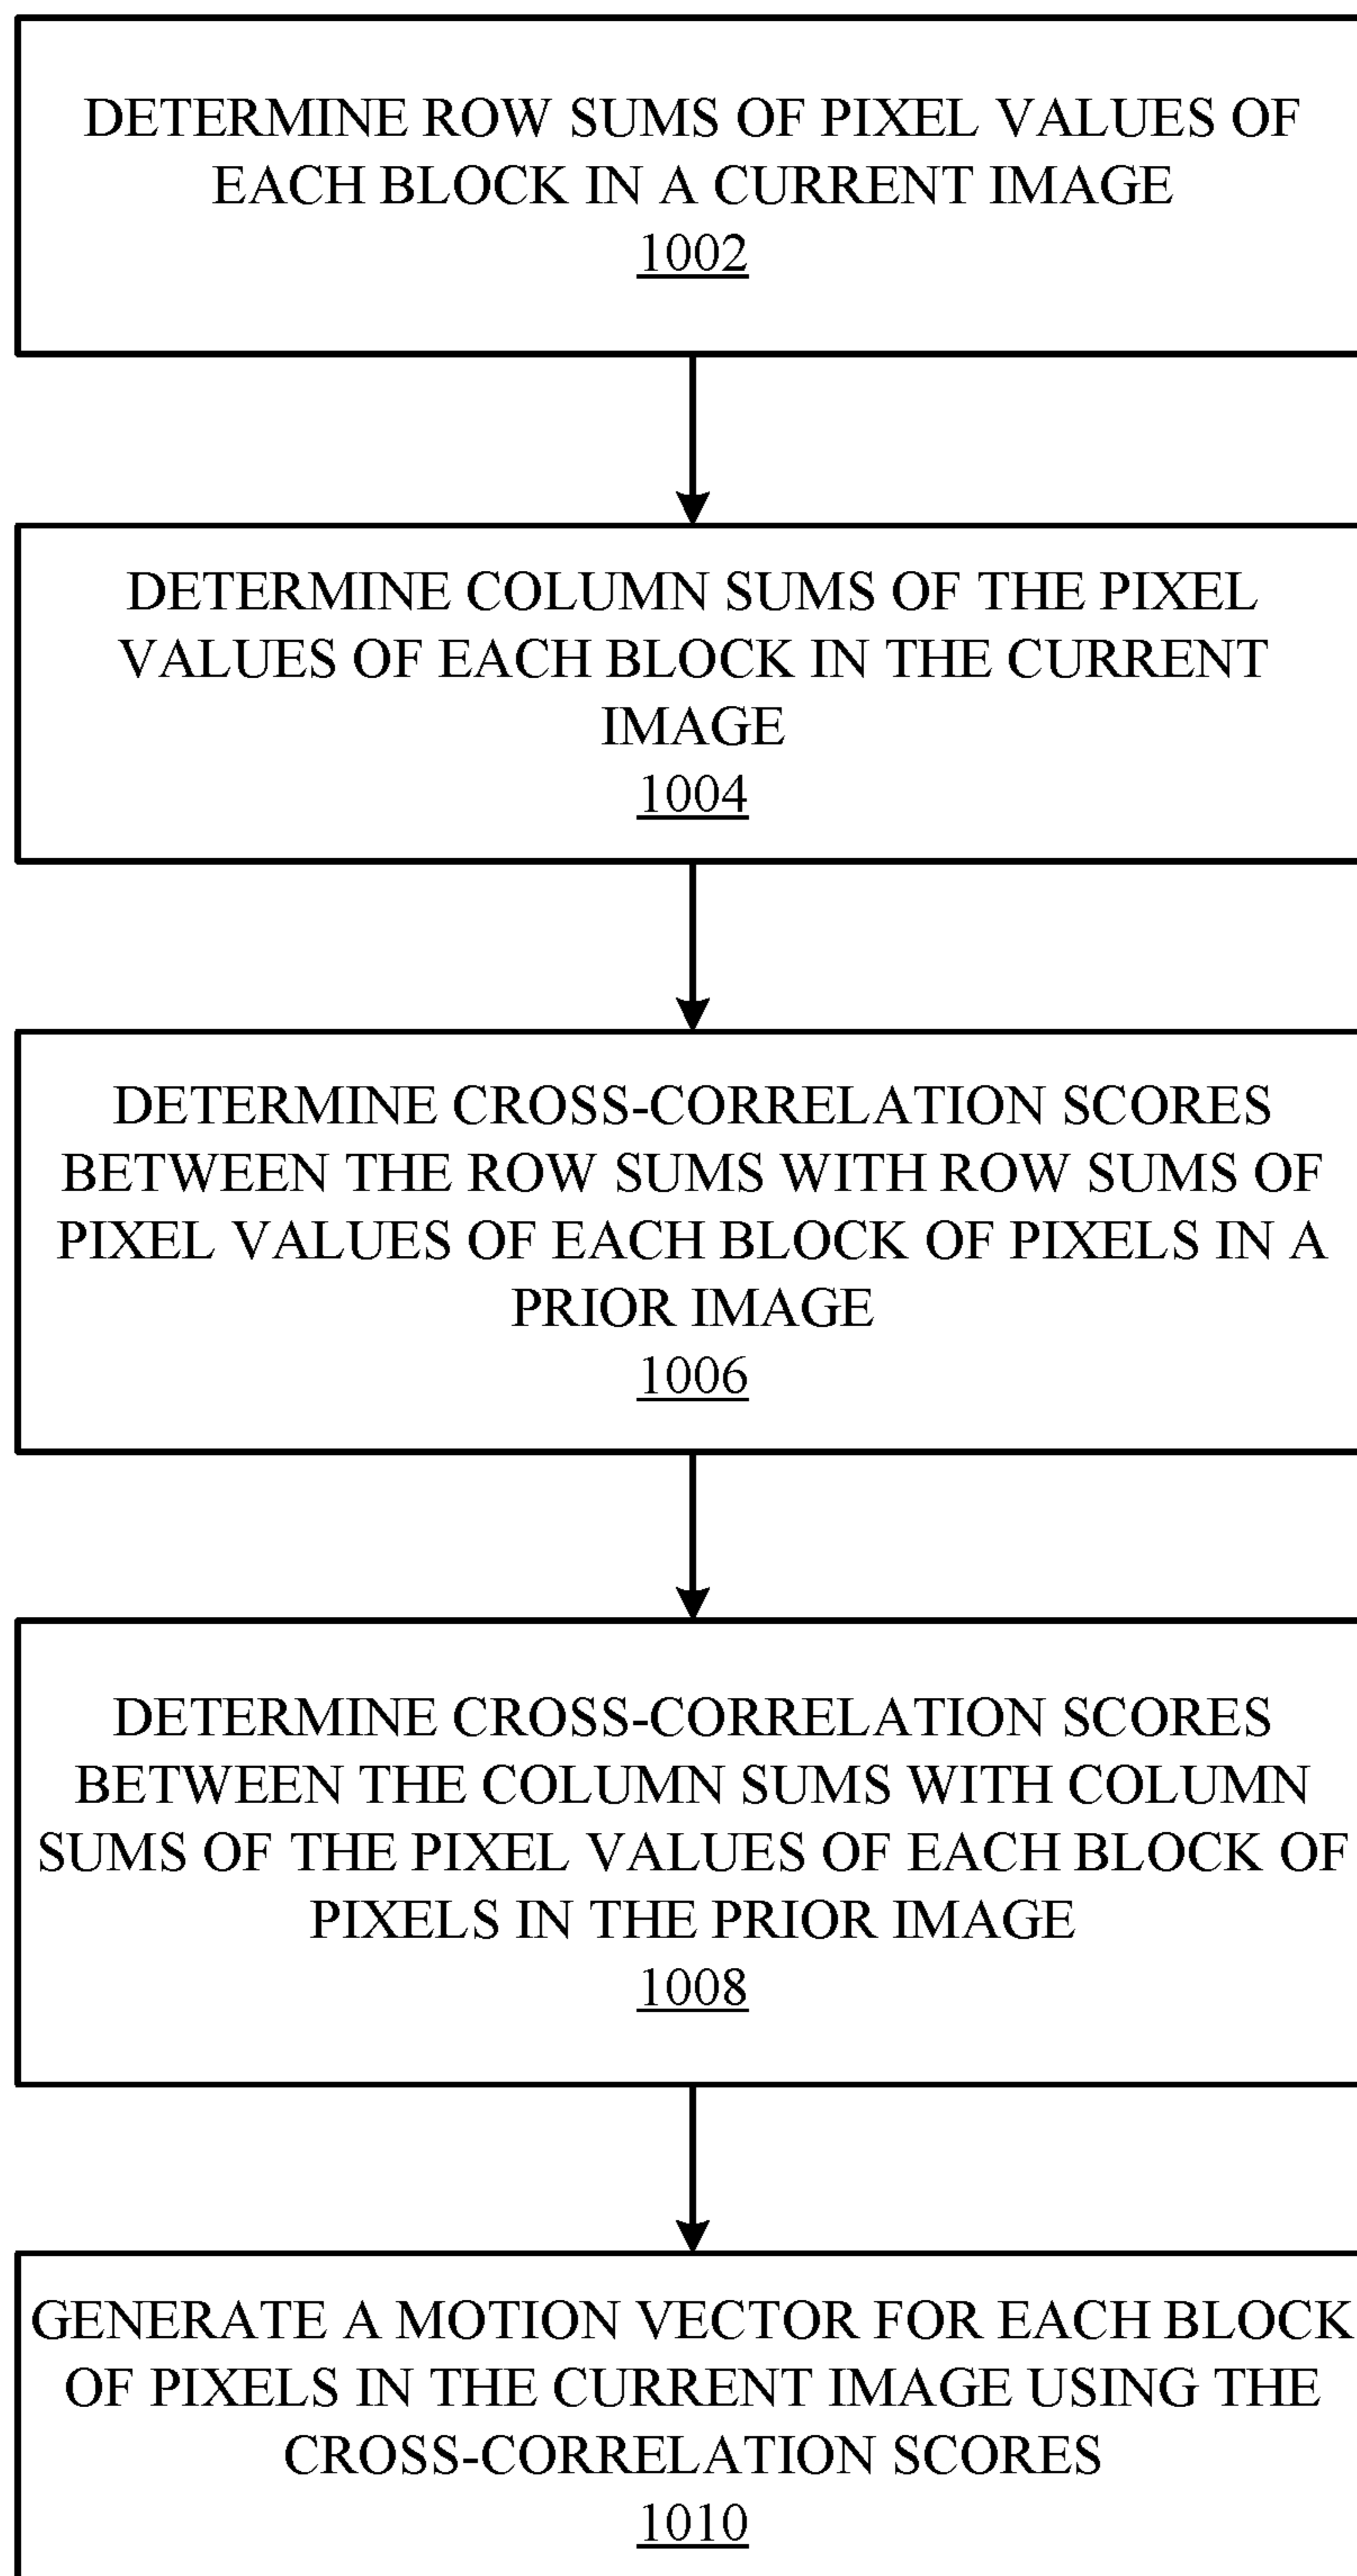 DETERMINE ROW SUMS OF PIXEL VALUES OF
EACH BLOCK IN A CURRENT IMAGE
1002
DETERMINE COLUMN SUMS OF THE PIXEL
VALUES OF EACH BLOCK IN THE CURRENT
IMAGE
1004
DETERMINE CROSS-CORRELATION SCORES
BETWEEN THE ROW SUMS WITH ROW SUMS OF
PIXEL VALUES OF EACH BLOCK OF PIXELS IN A
PRIOR IMAGE
1006
DETERMINE CROSS-CORRELATION SCORES
BETWEEN THE COLUMN SUMS WITH COLUMN
SUMS OF THE PIXEL VALUES OF EACH BLOCK OF
PIXELS IN THE PRIOR IMAGE
1008
GENERATE A MOTION VECTOR FOR EACH BLOCK
OF PIXELS IN THE CURRENT IMAGE USING THE
CROSS-CORRELATION SCORES
1010